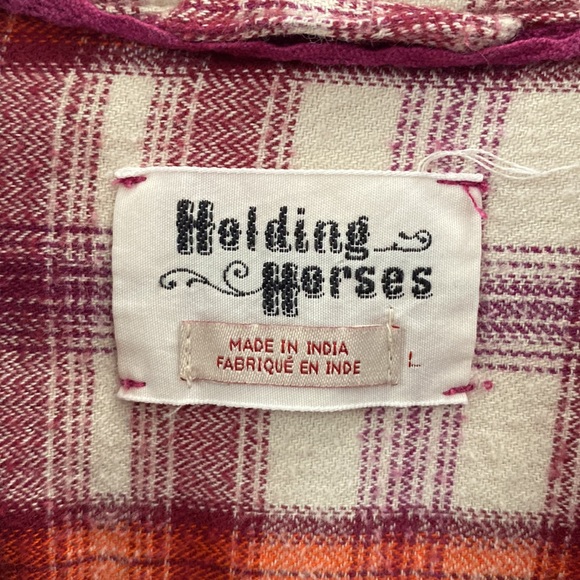 Holding
Horses
MADE IN INDIA
FABRIQUÉ EN INDE
L